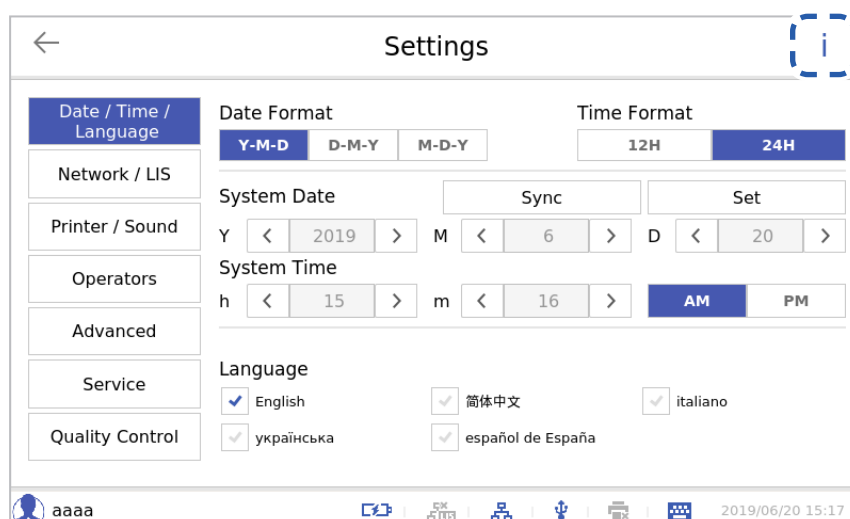 Settings
i
Date / Time /
Language
Network / LIS
Printer / Sound
Operators
Advanced
Service
Quality Control
Date Format
Y-M-D D-M-Y M-D-Y
Time Format
12H 24H
System Date Sync Set
Y 2019 M 6 D 20
System Time
h 15 m 16 AM PM
Language
English 简体中文 italiano
українська español de España
aaaa 2019/06/20 15:17